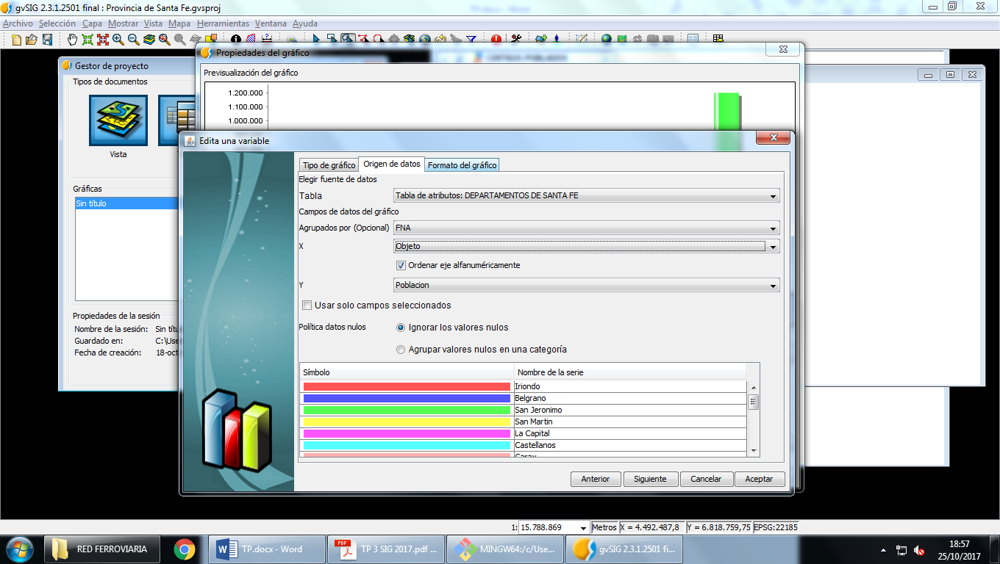 gvSIG 2.3.1.2501 final : Provincia de Santa Fe.gvsproj
Archivo Selección Capa Mostrar Vista Mapa Herramientas Ventana Ayuda
Gestor de proyecto
Tipos de documentos
Vista
Gráficas
Sin título
Propiedades de la sesión
Nombre de la sesión: Sin títu
Guardado en: C:\Use
Fecha de creación: 18-oct
Propiedades del gráfico
Previsualización del gráfico
1.200.000
1.100.000
1.000.000
Edita una variable
Tipo de gráfico Origen de datos Formato del gráfico
Elegir fuente de datos
Tabla Tabla de atributos: DEPARTAMENTOS DE SANTA FE
Campos de datos del gráfico
Agrupados por (Opcional) FNA
X Objeto
Ordenar eje alfanuméricamente
Y Poblacion
Usar solo campos seleccionados
Política datos nulos Ignorar los valores nulos
Agrupar valores nulos en una categoría
Símbolo Nombre de la serie
Iriondo
Belgrano
San Jeronimo
San Martin
La Capital
Castellanos
Garay
Anterior Siguiente Cancelar Aceptar
1: 15.788.869 Metros X = 4.492.487,8 Y = 6.818.759,75 EPSG:22185
RED FERROVIARIA TP.docx - Word TP 3 SIG 2017.pdf ... MINGW64:/c/Use... gvSIG 2.3.1.2501 fi...
18:57
25/10/2017